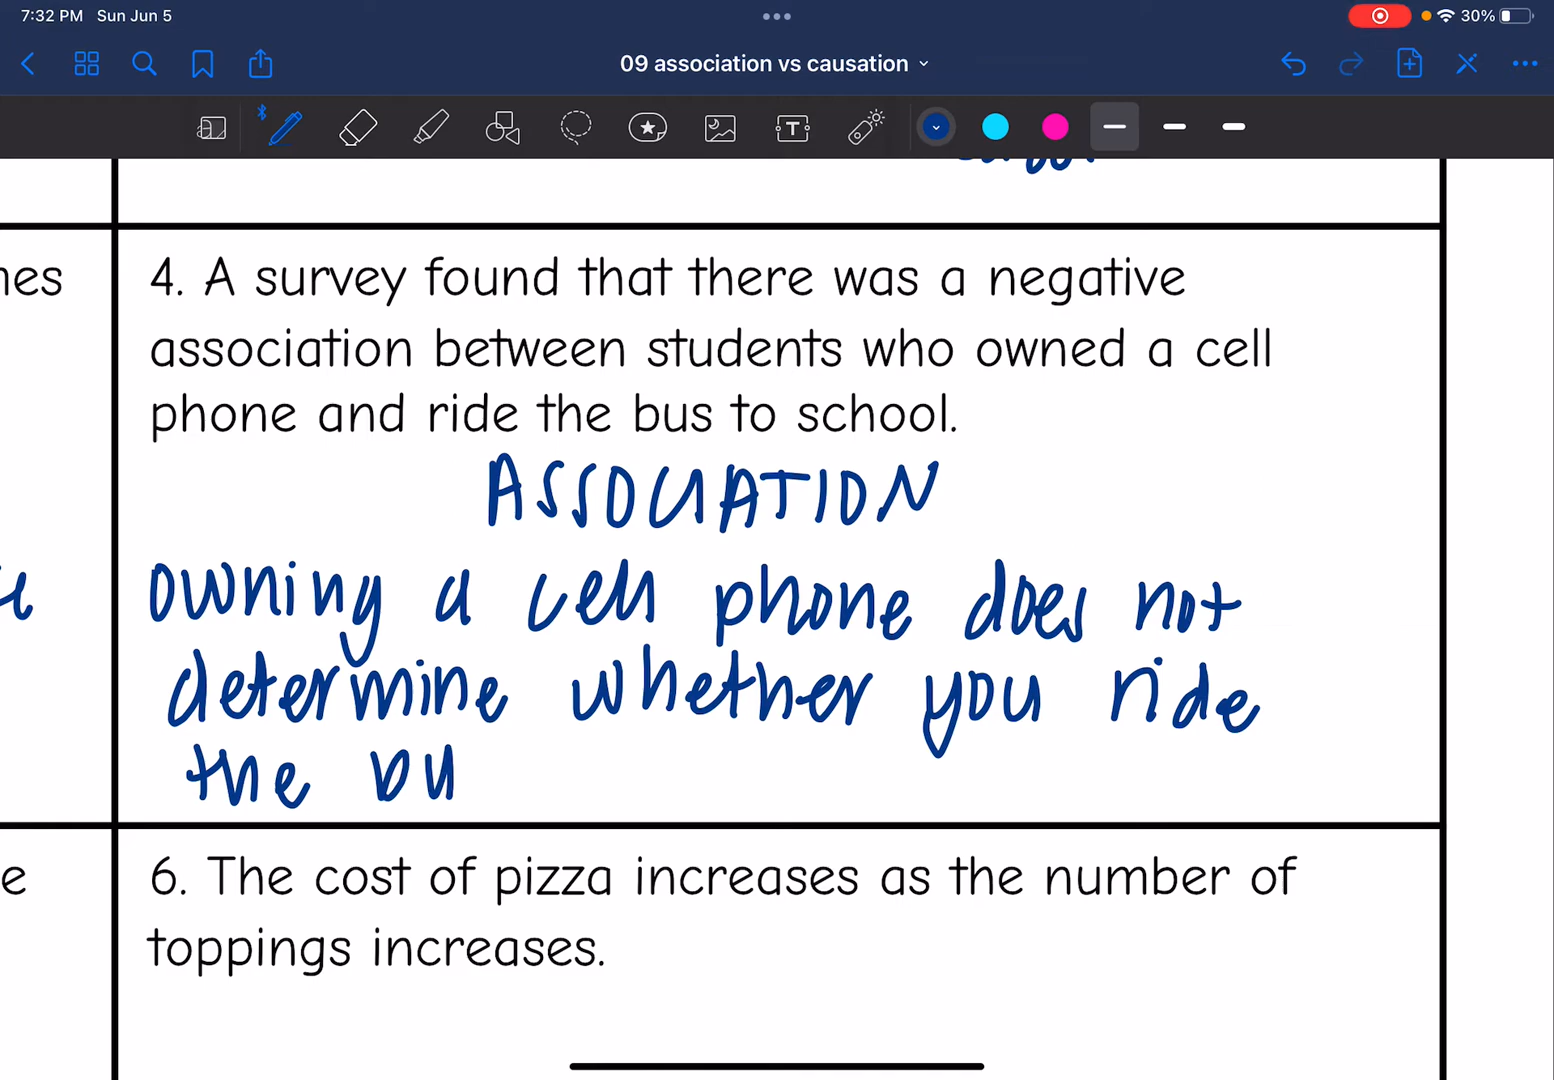 7:32 PM Sun Jun 5
30%
09 association vs causation
T
nes
4. A survey found that there was a negative
association between students who owned a cell
phone and ride the bus to school.
ASSOCIATION
owning a cell phone does not
determine whether you ride
the bu
e
6. The cost of pizza increases as the number of
toppings increases.